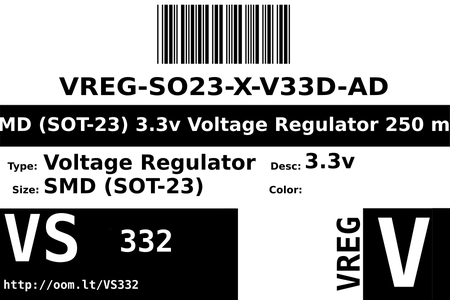 VREG-SO23-X-V33D-AD
MD (SOT-23) 3.3v Voltage Regulator 250 m
Type: Voltage Regulator Desc: 3.3v
Size: SMD (SOT-23) Color:
VS 332
VREG V
http://oom.lt/VS332